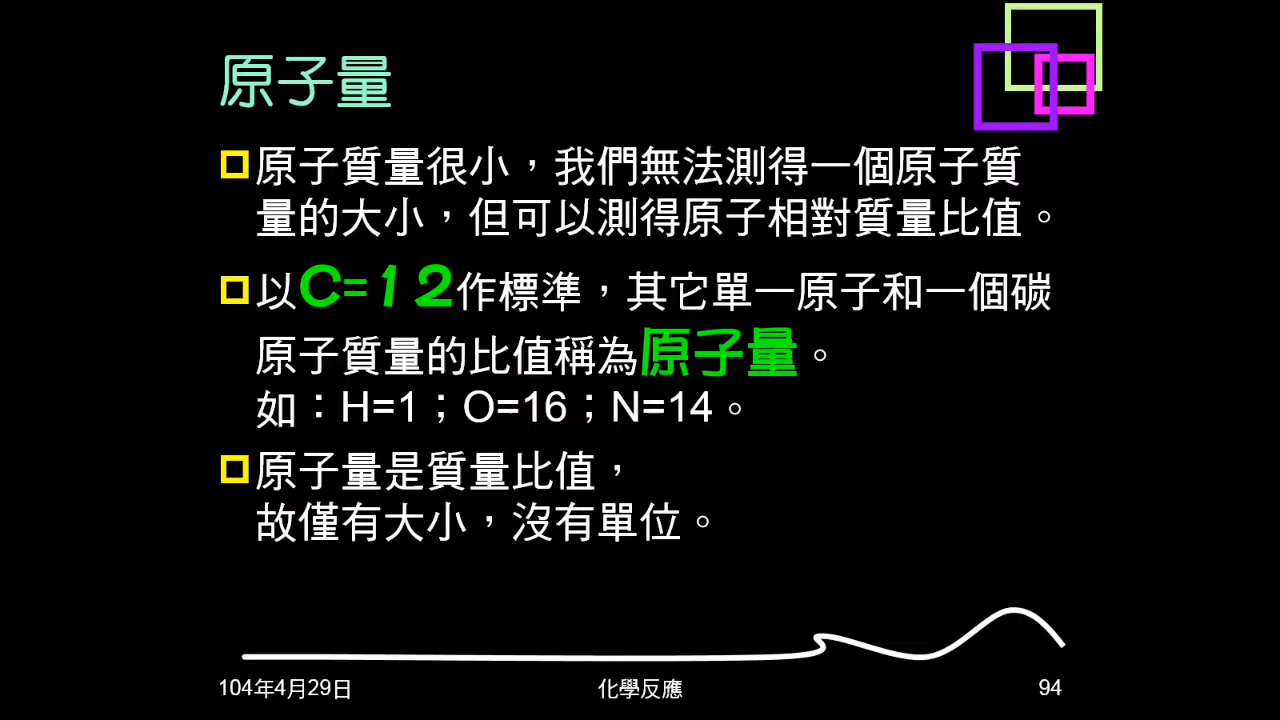 原子量
原子質量很小，我們無法測得一個原子質
量的大小，但可以測得原子相對質量比值。
以C=12作標準，其它單一原子和一個碳
原子質量的比值稱為原子量。
如：H=1；O=16；N=14。
原子量是質量比值，
故僅有大小，沒有單位。
104年4月29日
化學反應
94